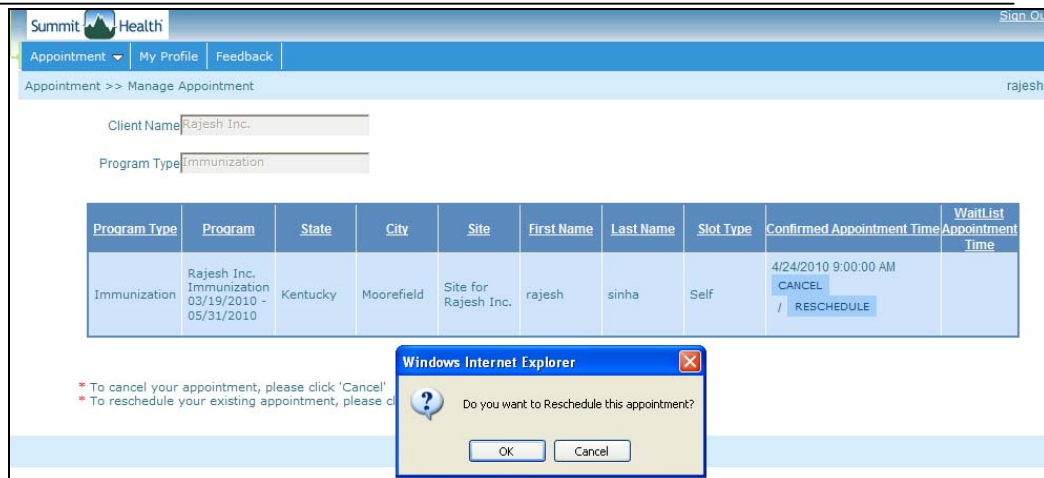 Summit Health
Sign Ou
Appointment My Profile Feedback
Appointment >> Manage Appointment
rajesh
Client Name Rajesh Inc.
Program Type Immunization
Program Type Program State City Site First Name Last Name Slot Type Confirmed Appointment Time WaitList Appointment Time
Immunization
Rajesh Inc.
Immunization
03/19/2010 -
05/31/2010
Kentucky
Moorefield
Site for
Rajesh Inc.
rajesh
sinha
Self
4/24/2010 9:00:00 AM
CANCEL
/ RESCHEDULE
* To cancel your appointment, please click 'Cancel'
* To reschedule your existing appointment, please cl
Windows Internet Explorer
Do you want to Reschedule this appointment?
OK Cancel